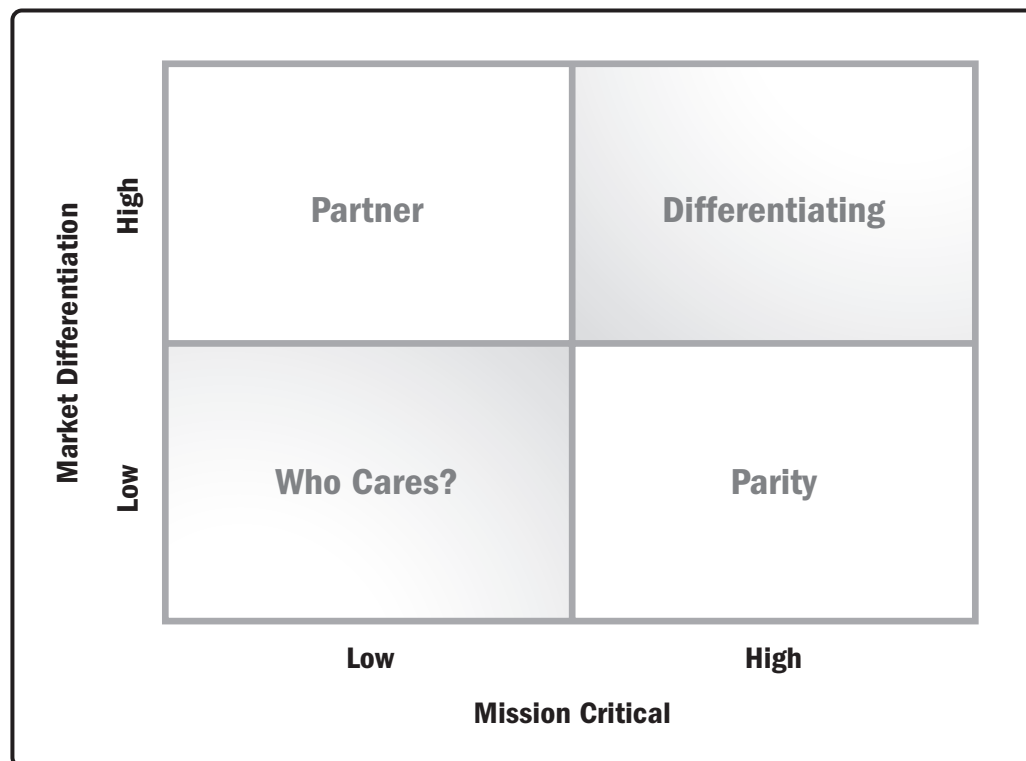 Market Differentiation
High
Partner
Differentiating
Low
Who Cares?
Parity
Low
High
Mission Critical